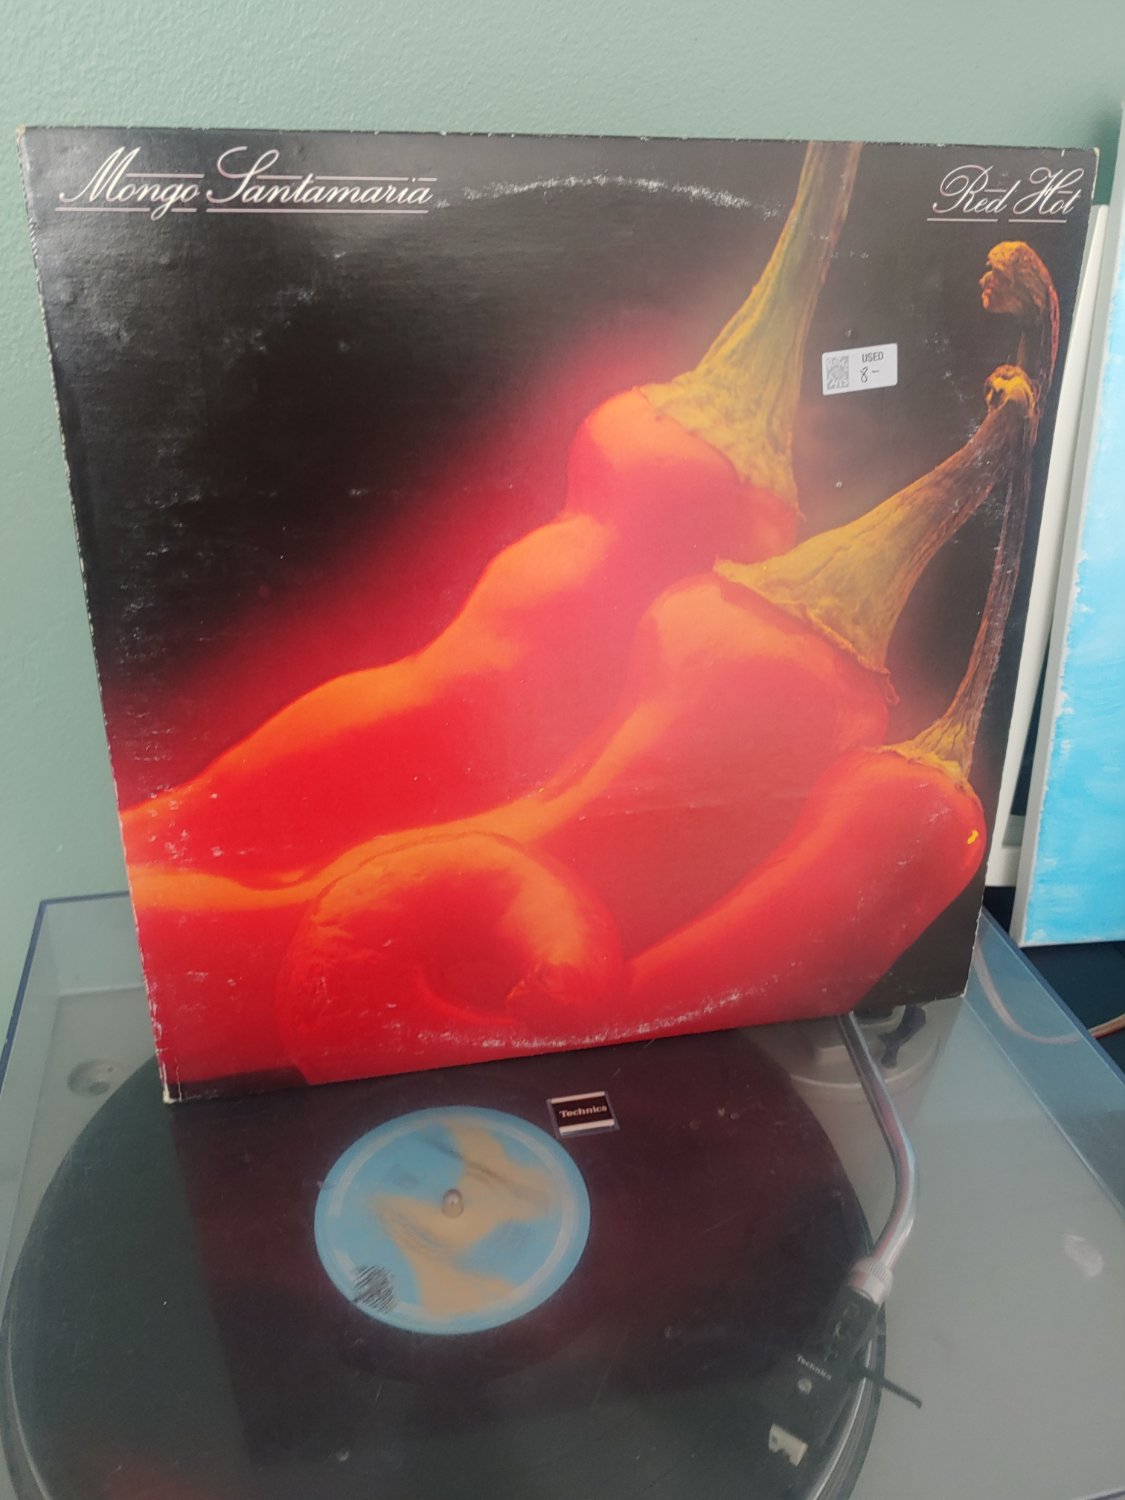 Mongo Santamaria
Red Hot
USED
8-
Technics
Technics